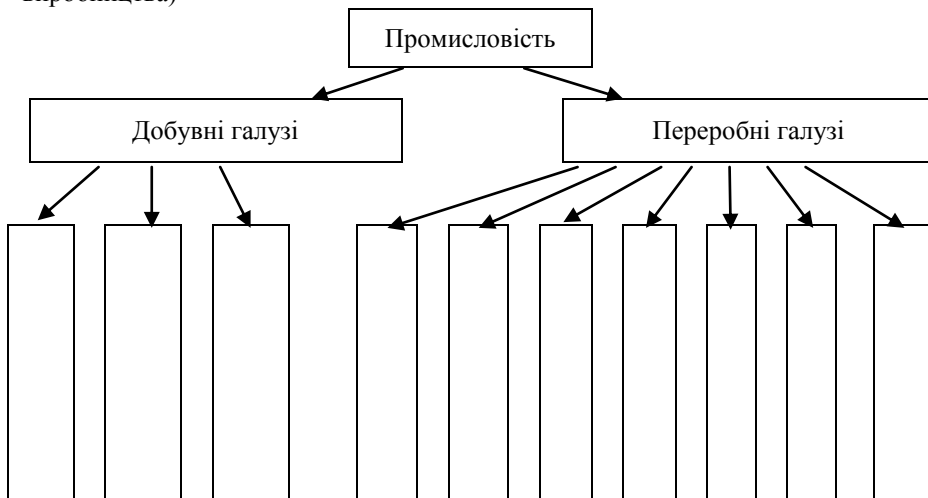 виробництва)
Промисловість
Добувні галузі
Переробні галузі